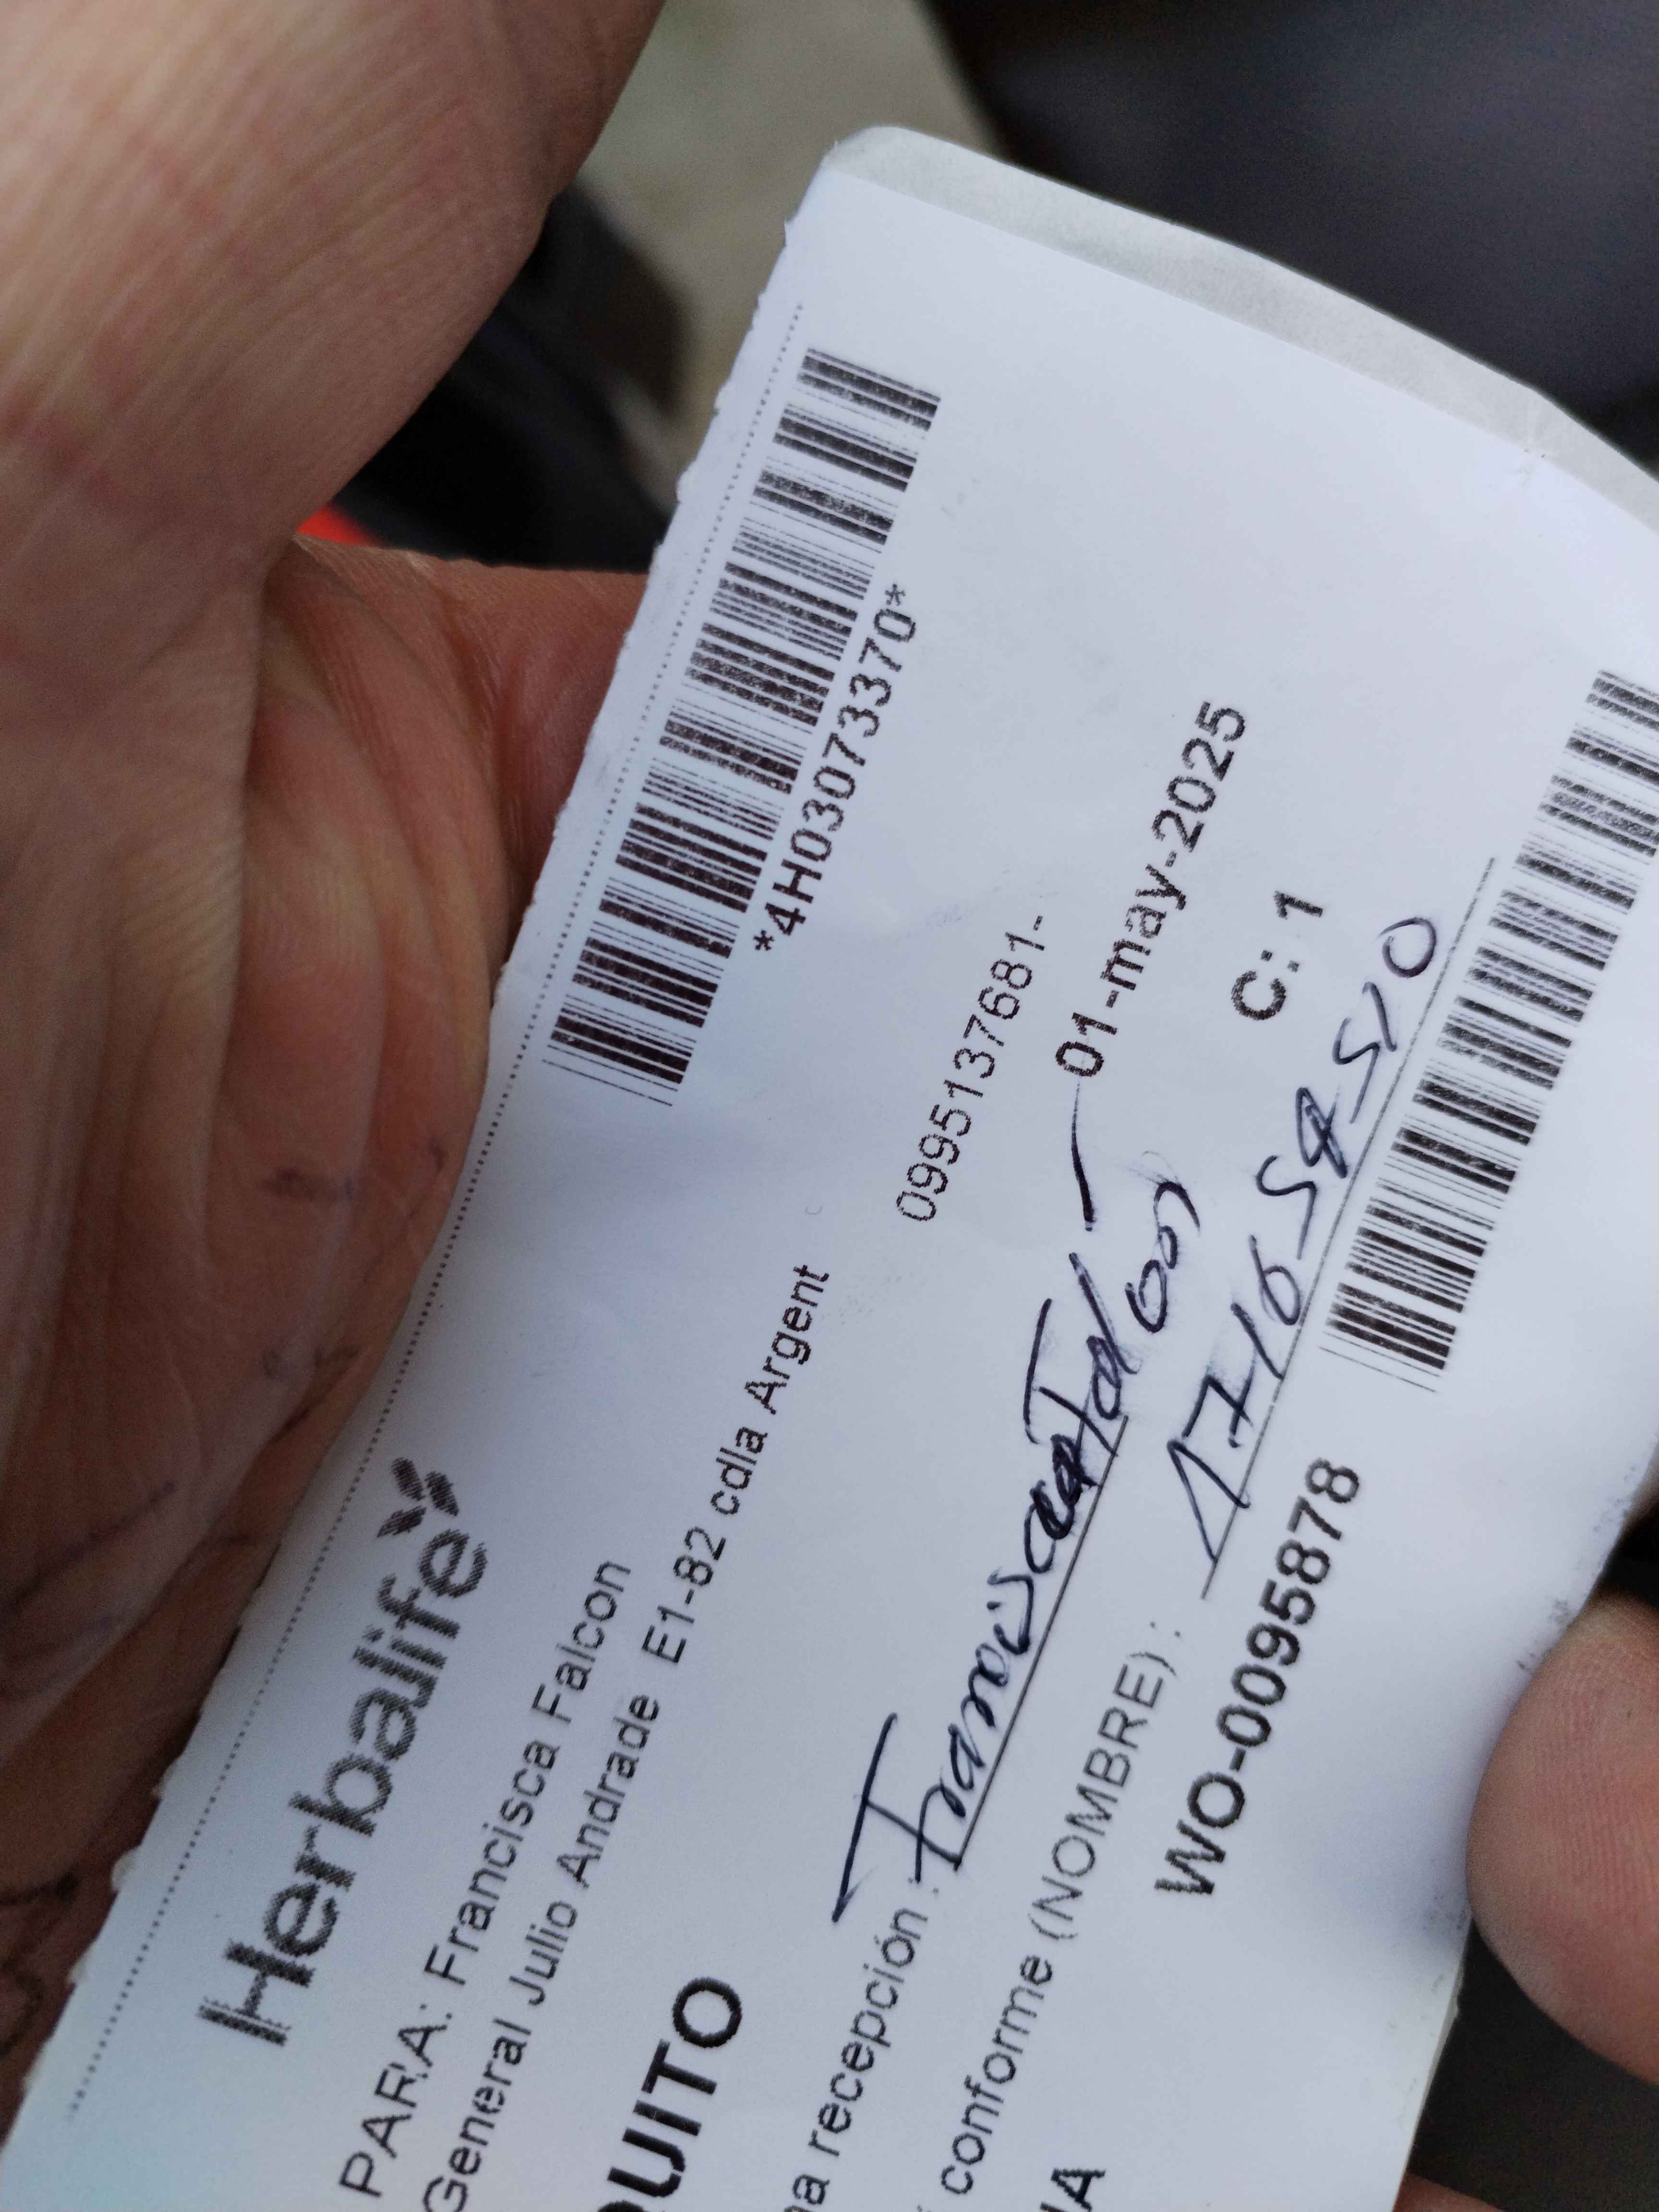 *4H03073370*
Herbalife
PARA: Francisca Falcon
General Julio Andrade E1-82 cdla Argent
0995137681-
QUITO
01-may-2025
a recepción :
C: 1
conforme (NOMBRE) :
WO-0095878